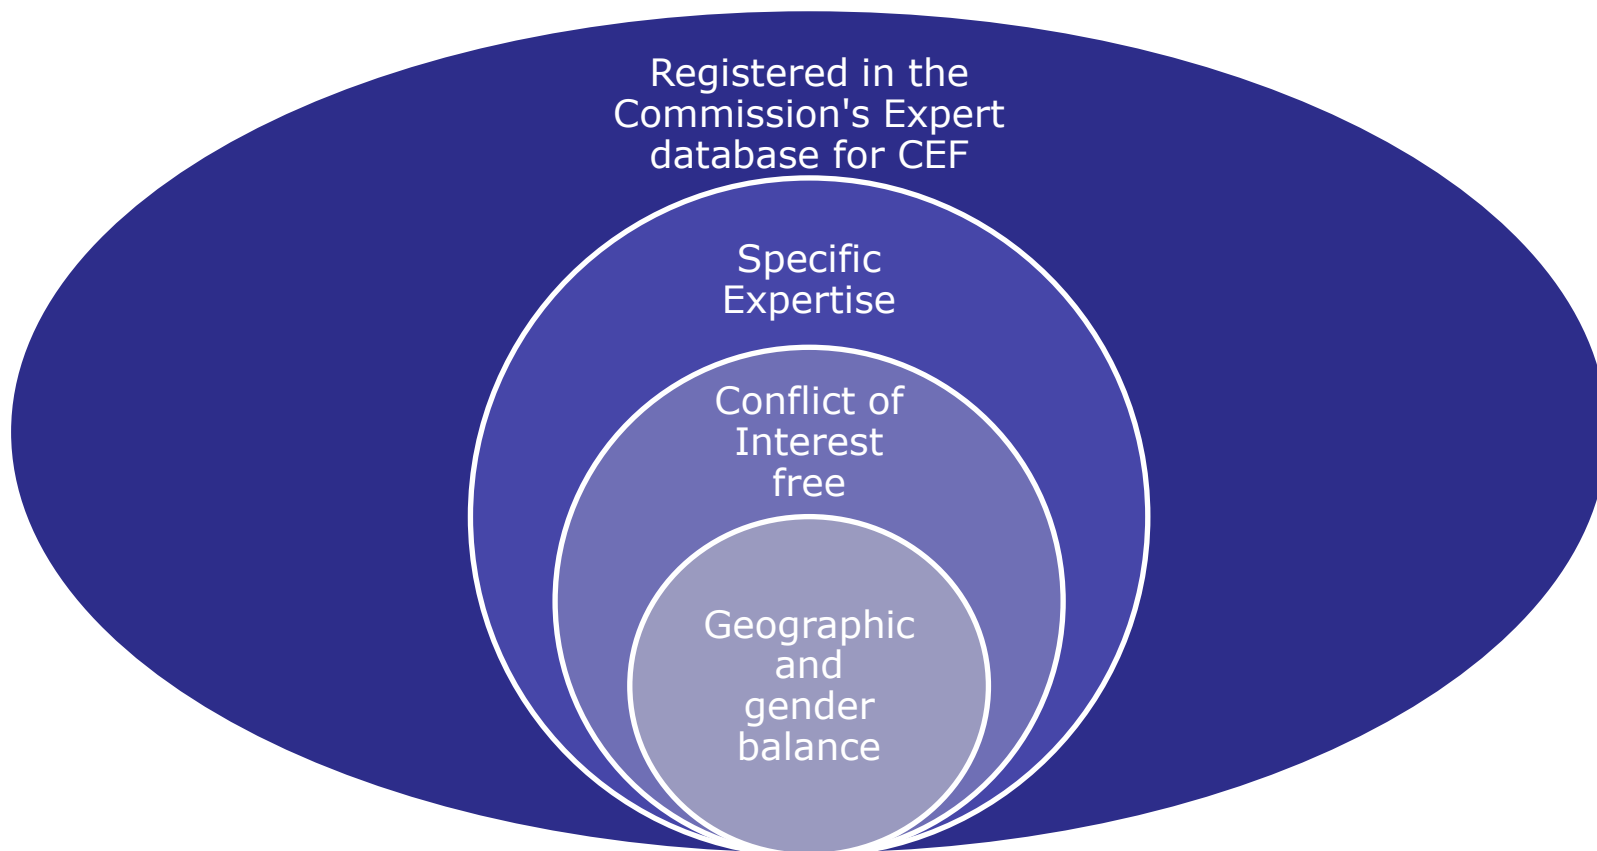 Registered in the
Commission's Expert
database for CEF
Specific
Expertise
Conflict of
Interest
free
Geographic
and
gender
balance